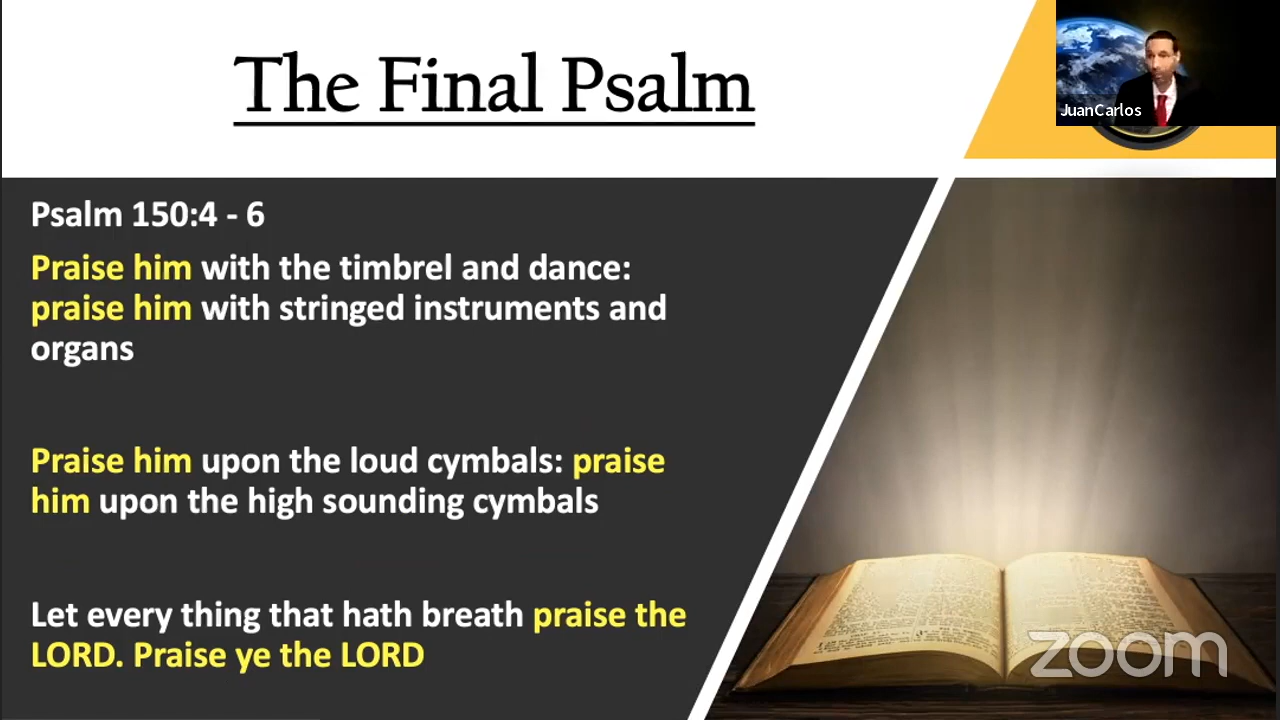 The Final Psalm
JuanCarlos
Psalm 150:4 - 6
Praise him with the timbrel and dance:
praise him with stringed instruments and
organs
Praise him upon the loud cymbals: praise
him upon the high sounding cymbals
Let every thing that hath breath praise the
LORD. Praise ye the LORD
zoom